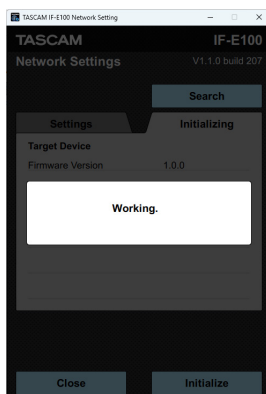 TASCAM IF-E100 Network Setting
TASCAM IF-E100
Network Settings V1.1.0 build 207
Search
Settings Initializing
Target Device
Firmware Version 1.0.0
Working.
Close Initialize